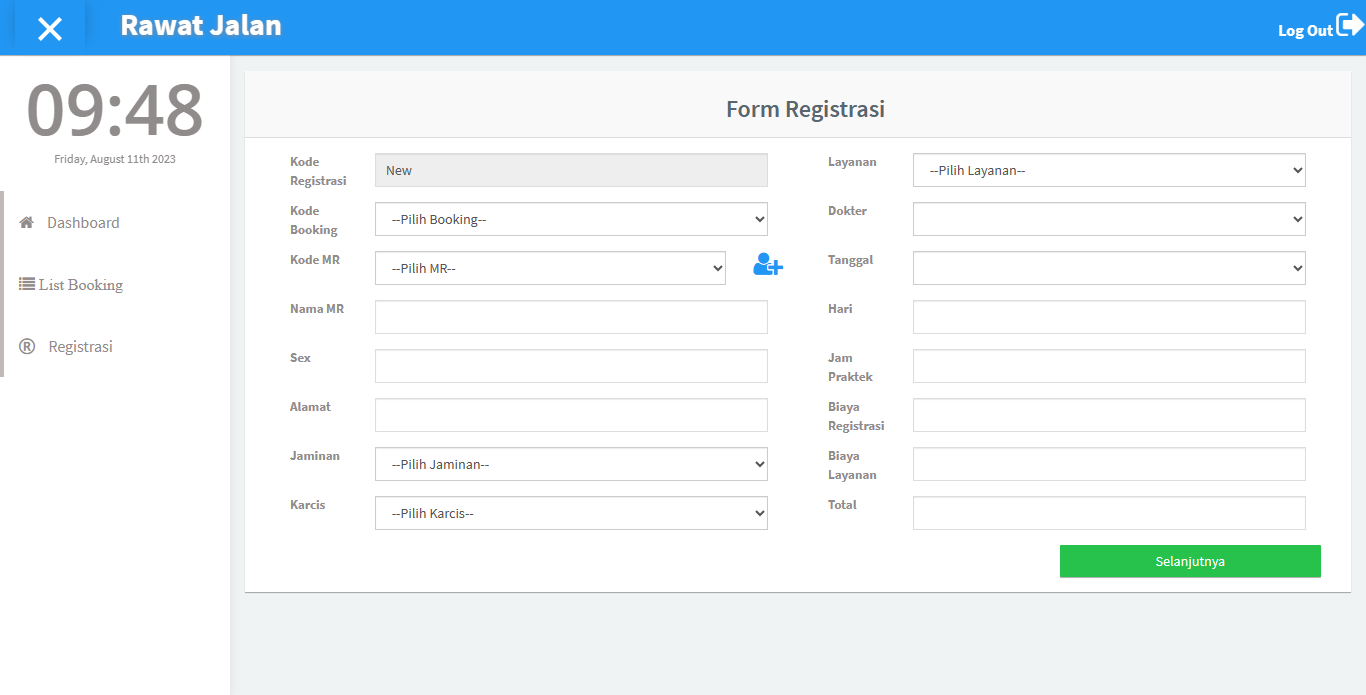 Rawat Jalan
Log Out
09:48
Friday, August 11th 2023
Dashboard
List Booking
® Registrasi
Form Registrasi
Kode
Registrasi
New
Kode
Booking
--Pilih Booking--
Kode MR
--Pilih MR--
Nama MR
Sex
Alamat
Jaminan
--Pilih Jaminan--
Karcis
--Pilih Karcis--
Layanan
--Pilih Layanan--
Dokter
Tanggal
Hari
Jam
Praktek
Biaya
Registrasi
Biaya
Layanan
Total
Selanjutnya